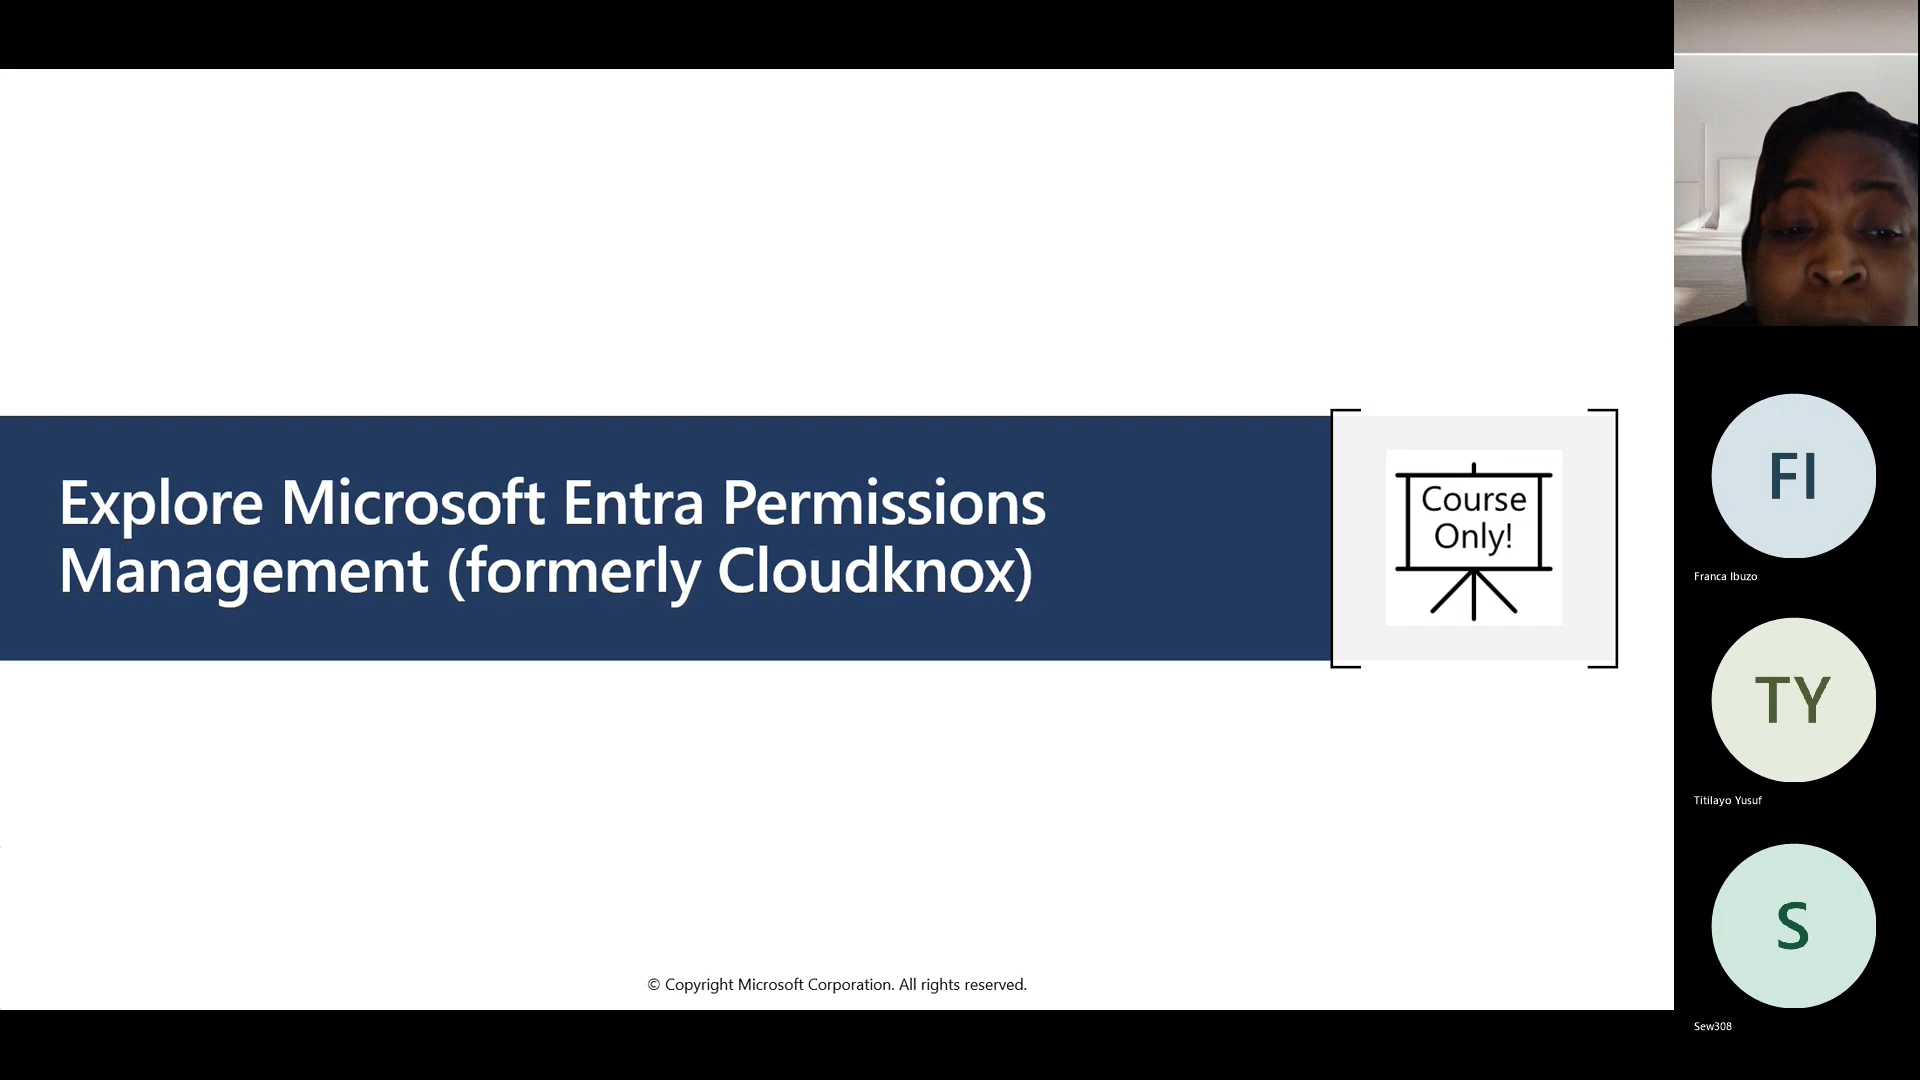 Explore Microsoft Entra Permissions
Management (formerly Cloudknox)
Course
Only!
© Copyright Microsoft Corporation. All rights reserved.
FI
Franca Ibuzo
TY
Titilayo Yusuf
S
Sew308